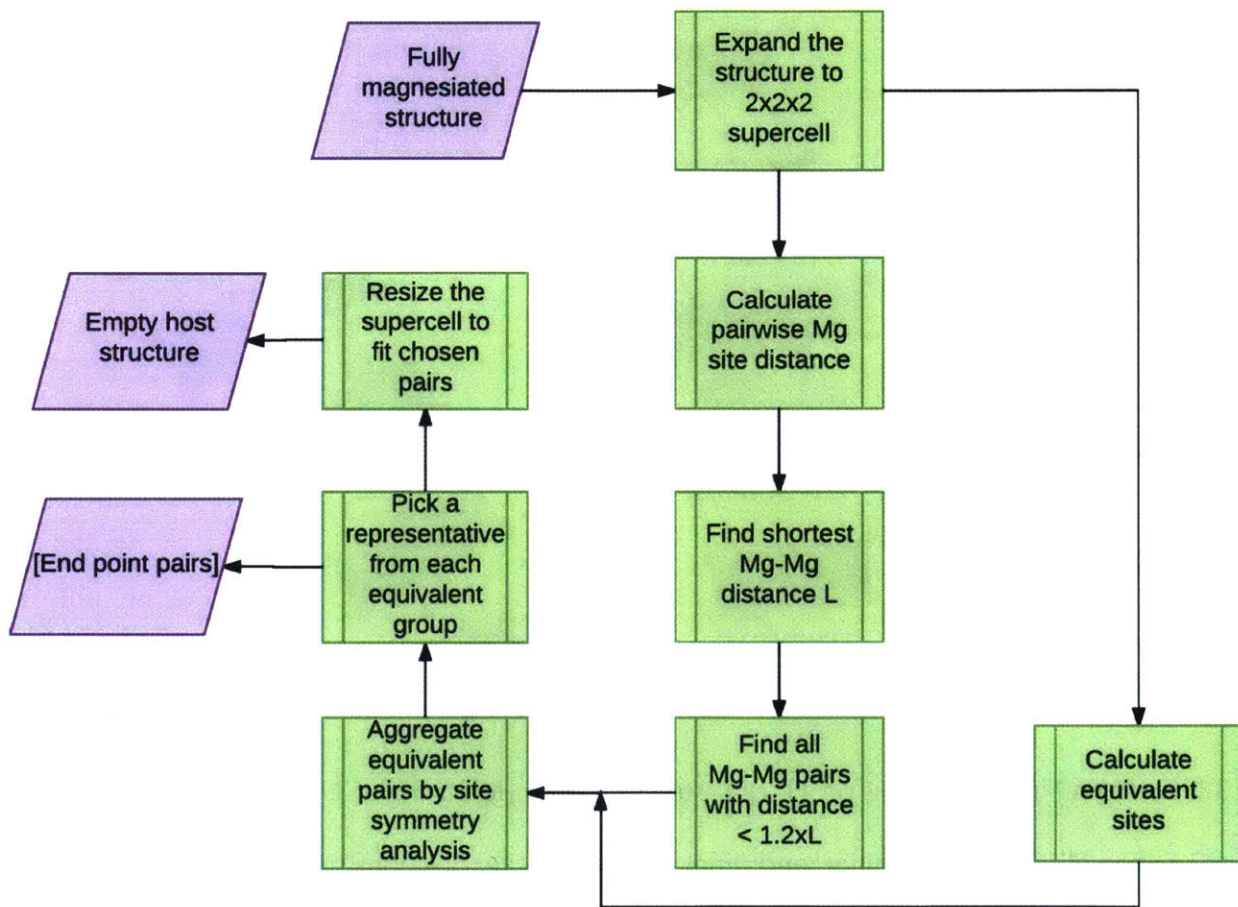 Fully
magnesiated
structure
Expand the
structure to
2x2x2
supercell
Calculate
pairwise Mg
site distance
Find shortest
Mg-Mg
distance L
Find all
Mg-Mg pairs
with distance
< 1.2xL
Calculate
equivalent
sites
Aggregate
equivalent
pairs by site
symmetry
analysis
Pick a
representative
from each
equivalent
group
[End point pairs]
Resize the
supercell to
fit chosen
pairs
Empty host
structure